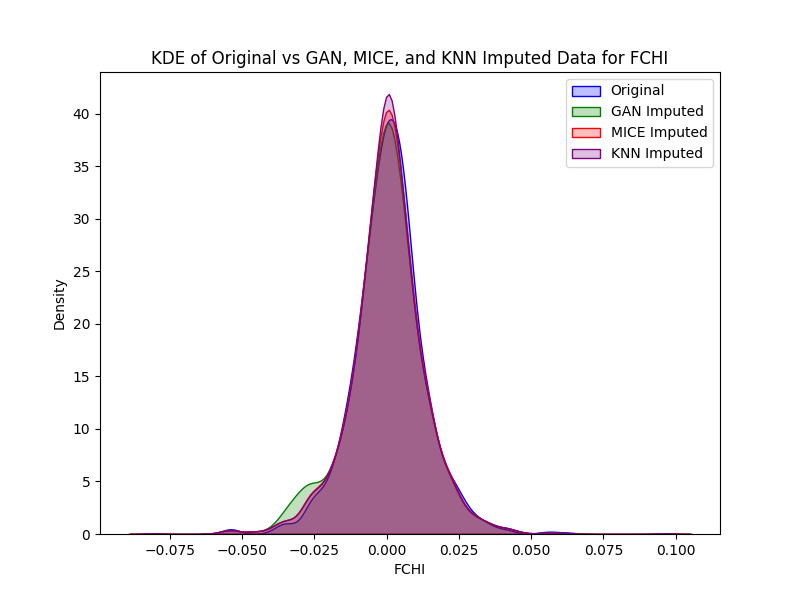 KDE of Original vs GAN, MICE, and KNN Imputed Data for FCHI
Original
GAN Imputed
MICE Imputed
KNN Imputed
Density
40
35
30
25
20
15
10
5
0
−0.075 −0.050 −0.025 0.000 0.025 0.050 0.075 0.100
FCHI